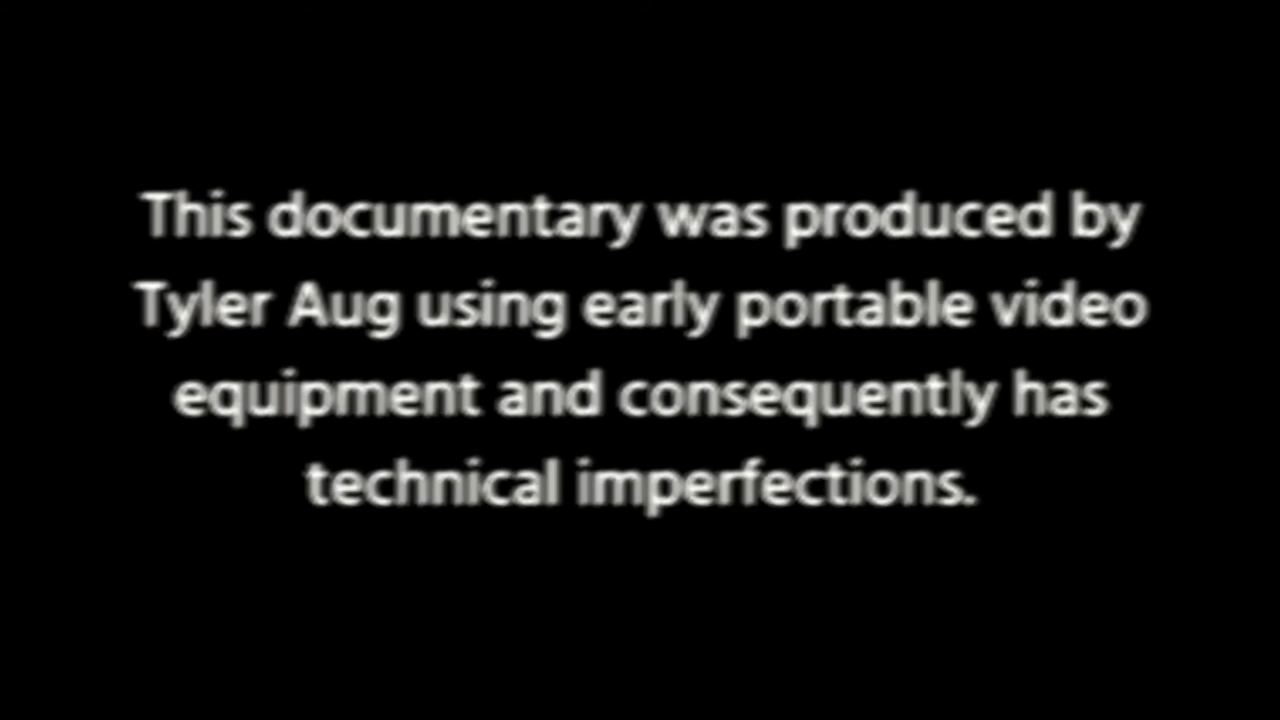 This documentary was produced by
Tyler Aug using early portable video
equipment and consequently has
technical imperfections.